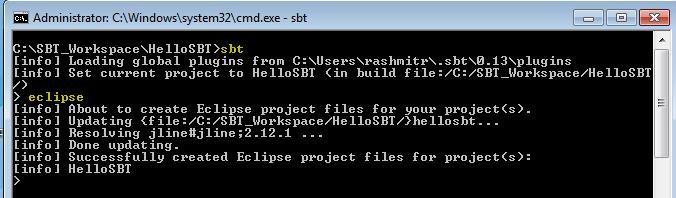 Administrator: C:\Windows\system32\cmd.exe - sbt
C:\SBT_Workspace\HelloSBT>sbt
[info] Loading global plugins from C:\Users\rashmitr\.sbt\0.13\plugins
[info] Set current project to HelloSBT (in build file:/C:/SBT_Workspace/HelloSBT
/)
> eclipse
[info] About to create Eclipse project files for your project(s).
[info] Updating {file:/C:/SBT_Workspace/HelloSBT/}hellosbt...
[info] Resolving jline#jline;2.12.1 ...
[info] Done updating.
[info] Successfully created Eclipse project files for project(s):
[info] HelloSBT
>